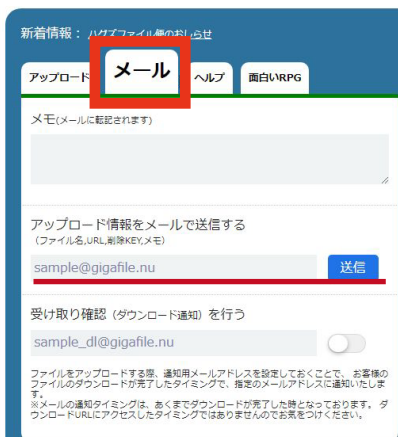 新着情報： ハクズファイル便のおしらせ
アップロード メール ヘルプ 面白いRPG
メモ(メールに転記されます)
アップロード情報をメールで送信する
（ファイル名,URL,削除KEY,メモ）
sample@gigafile.nu 送信
受け取り確認（ダウンロード通知）を行う
sample_dl@gigafile.nu
ファイルをアップロードする際、通知用メールアドレスを設定しておくことで、 お客様の
ファイルのダウンロードが完了したタイミングで、指定のメールアドレスに通知いたしま
す。
※メールの通知タイミングは、あくまでダウンロードが完了した時となっております。 ダ
ウンロードURLにアクセスしたタイミングではありませんのでお気をつけください。